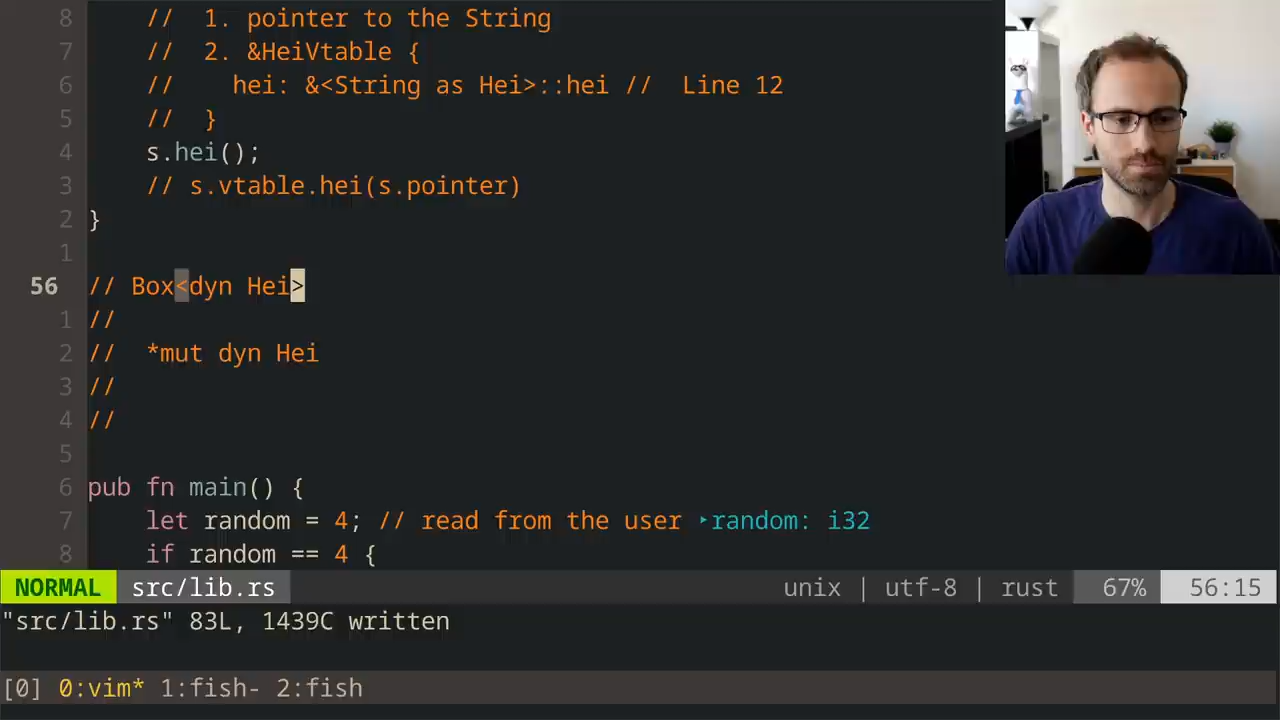 8 //  1. pointer to the String
7 //  2. &HeiVtable {
6 //    hei: &<String as Hei>::hei //  Line 12
5 //  }
4 s.hei();
3 // s.vtable.hei(s.pointer)
2 }
1
56 // Box<dyn Hei>
1 //
2 //  *mut dyn Hei
3 //
4 //
5
6 pub fn main() {
7 let random = 4; // read from the user ‣random: i32
8 if random == 4 {
NORMAL src/lib.rs unix | utf-8 | rust 67% 56:15
"src/lib.rs" 83L, 1439C written
[0] 0:vim* 1:fish- 2:fish